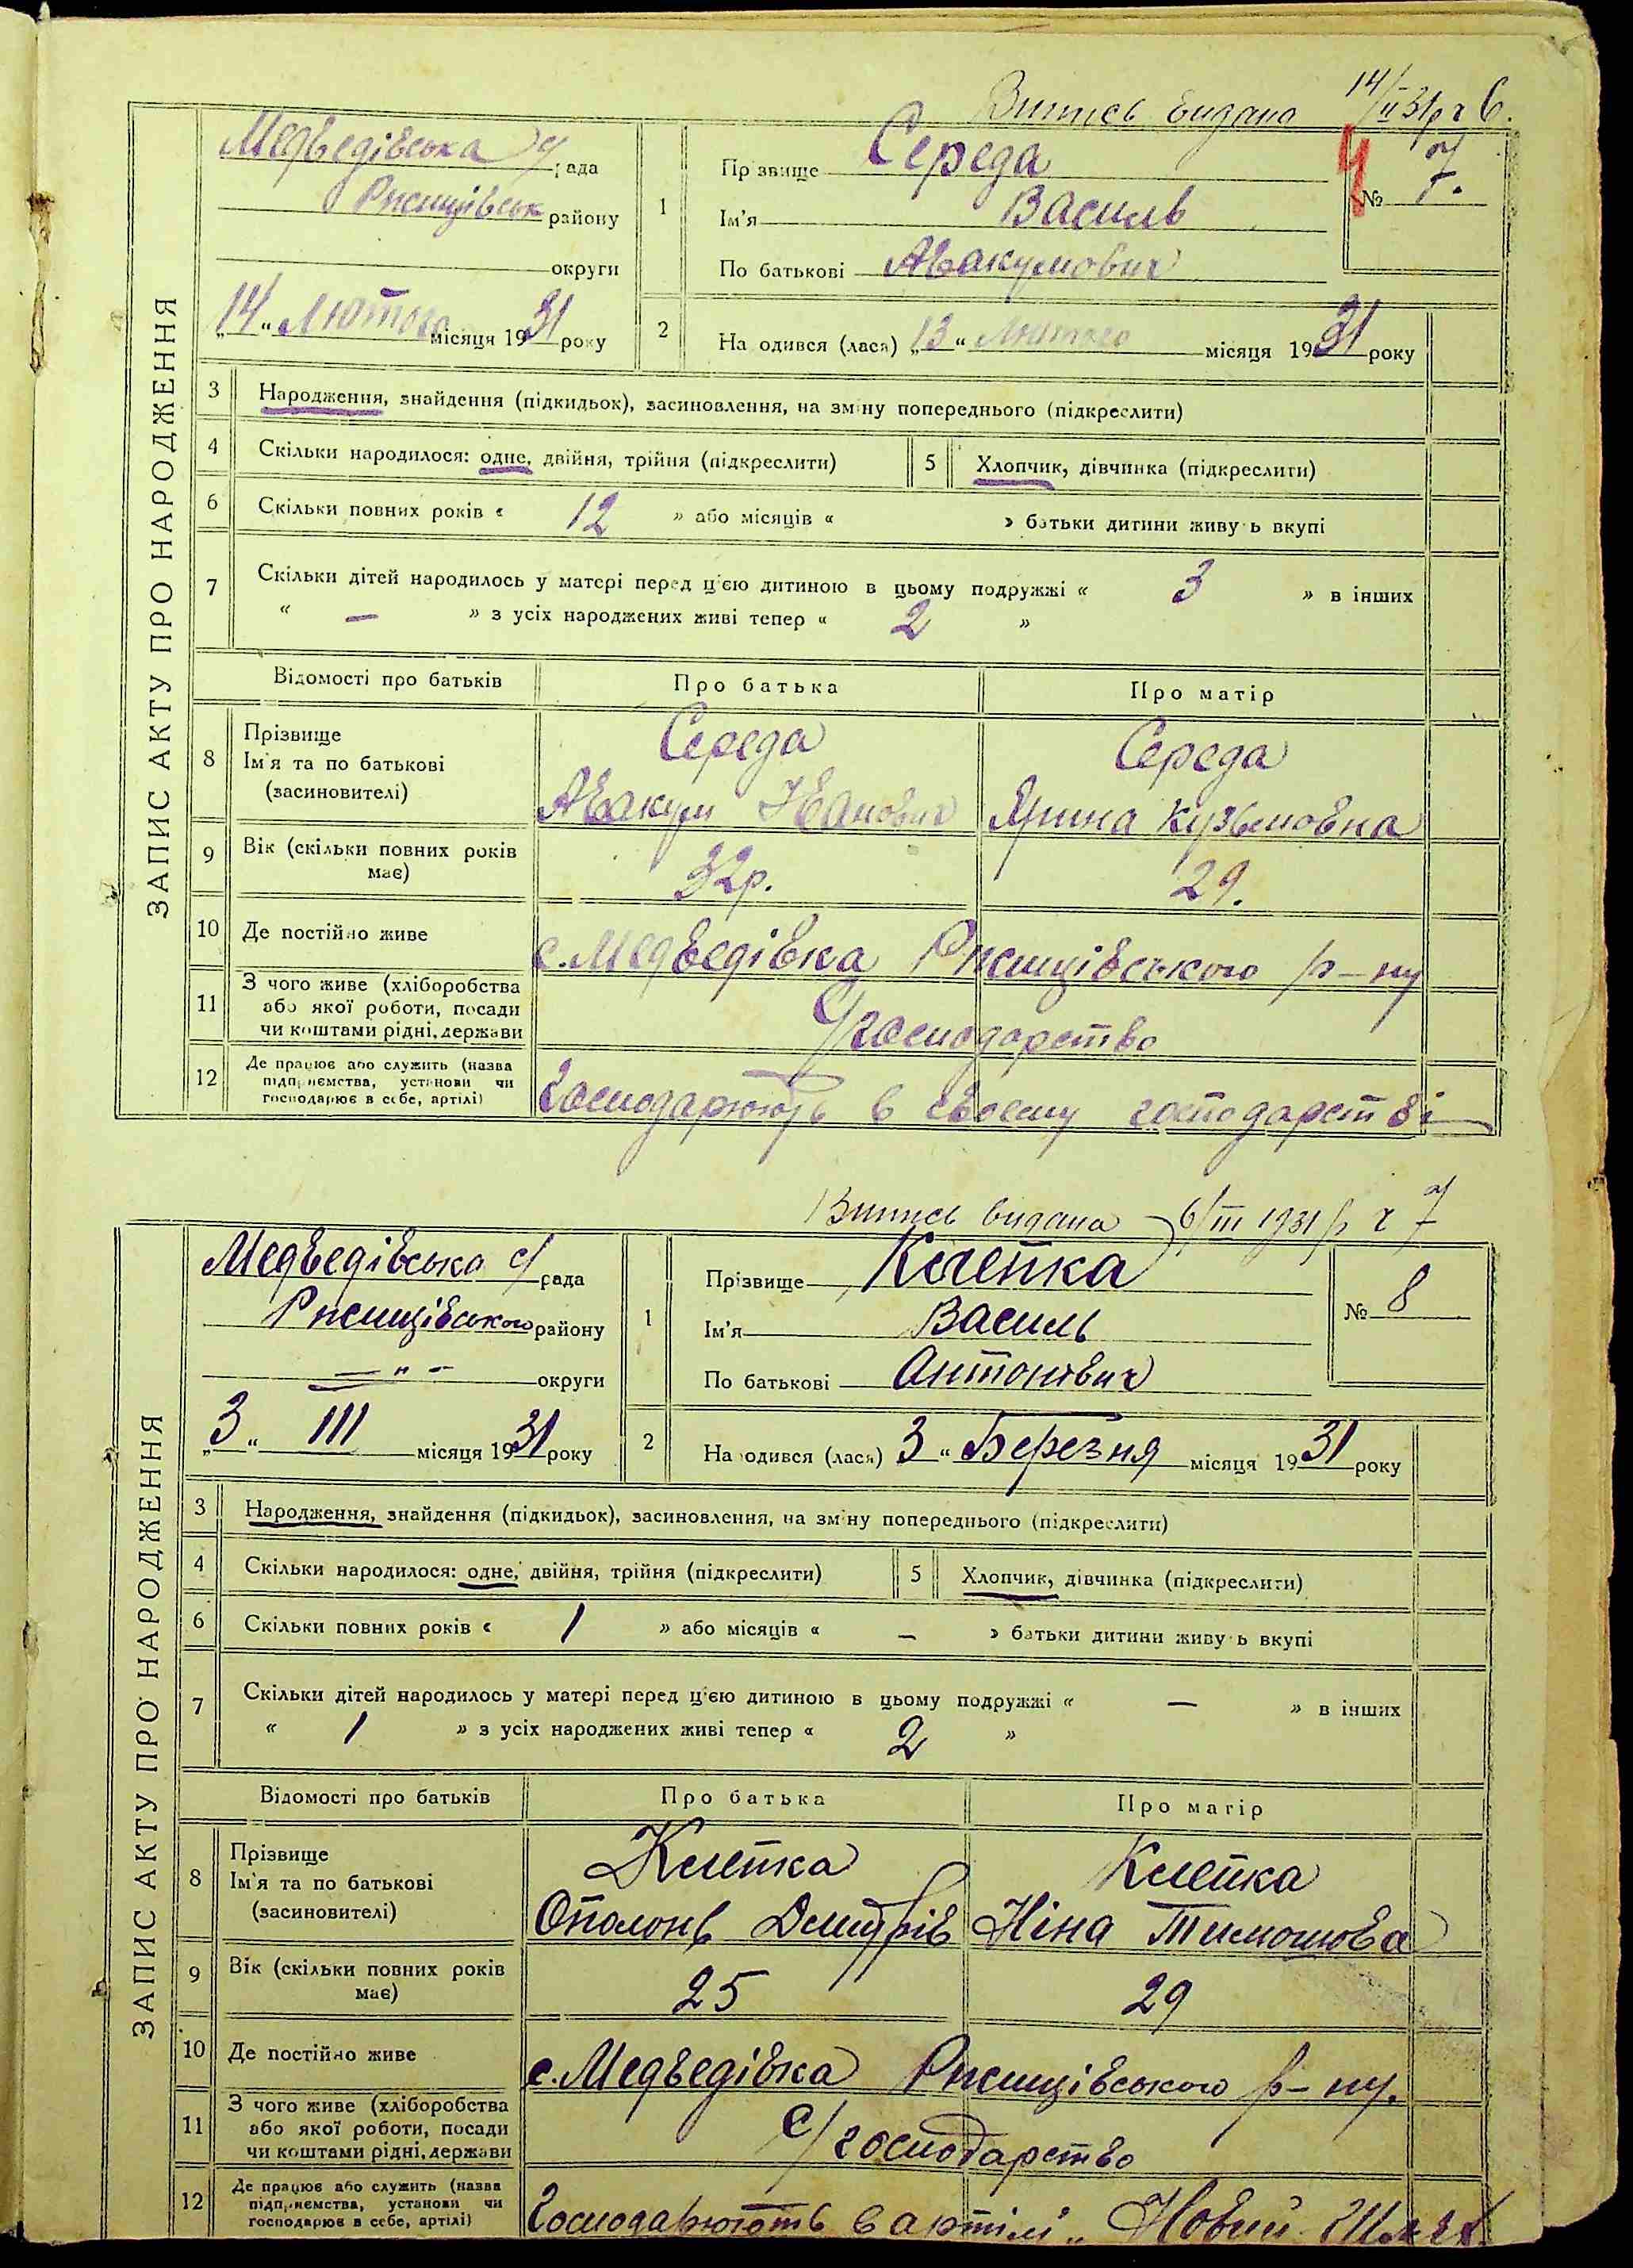 Витись видано 14/II 31 р ч 6.
ЗАПИС АКТУ ПРО НАРОДЖЕННЯ
Медведівська с/рада
Ржищівськ району
округи
„14“ Лютого місяця 1931 року
1 Прізвище Середа
Ім'я Василь
По батькові Авакумович
№ 7
2 Народився (лася) „13“ Лютого місяця 1931 року
3 Народження, знайдення (підкидьок), засиновлення, на зміну попереднього (підкреслити)
4 Скільки народилося: одне, двійня, трійня (підкреслити) 5 Хлопчик, дівчинка (підкреслити)
6 Скільки повних років « 12 » або місяців « » батьки дитини живуть вкупі
7 Скільки дітей народилось у матері перед цією дитиною в цьому подружжі « 3 » в інших
« — » з усіх народжених живі тепер « 2 »
Відомості про батьків Про батька Про матір
8 Прізвище Ім'я та по батькові (засиновителі)
Середа Середа
Авакум Іванович Ярина Кузьмовна
9 Вік (скільки повних років має) 32р. 29.
10 Де постійно живе с. Медведівка Ржищівського р-ну
11 З чого живе (хліборобства або якої роботи, посади чи коштами рідні, держави С/господарство
12 Де працює або служить (назва підприємства, установи чи господарює в себе, артілі) Господарюють в своему господарстві
Витись видана 6/III 1931 р ч 7
ЗАПИС АКТУ ПРО НАРОДЖЕННЯ
Медведівська с/рада
Ржищівського району
— „ — округи
„3“ III місяця 1931 року
1 Прізвище Клепка
Ім'я Василь
По батькові Антонович
№ 8
2 Народився (лася) 3 “ Березня місяця 1931 року
3 Народження, знайдення (підкидьок), засиновлення, на зміну попереднього (підкреслити)
4 Скільки народилося: одне, двійня, трійня (підкреслити) 5 Хлопчик, дівчинка (підкреслити)
6 Скільки повних років « 1 » або місяців « — » батьки дитини живуть вкупі
7 Скільки дітей народилось у матері перед цією дитиною в цьому подружжі « — » в інших
« 1 » з усіх народжених живі тепер « 2 »
Відомості про батьків Про батька Про матір
8 Прізвище Ім'я та по батькові (засиновителі)
Клепка Клепка
Ополонь Дмитрів Ніна Тимошова
9 Вік (скільки повних років має) 25 29
10 Де постійно живе с. Медведівка Ржищівського р-ну.
11 З чого живе (хліборобства або якої роботи, посади чи коштами рідні, держави С/господарство
12 Де працює або служить (назва підприємства, установи чи господарює в себе, артілі) Господарюють в артілі „Новий Шлях